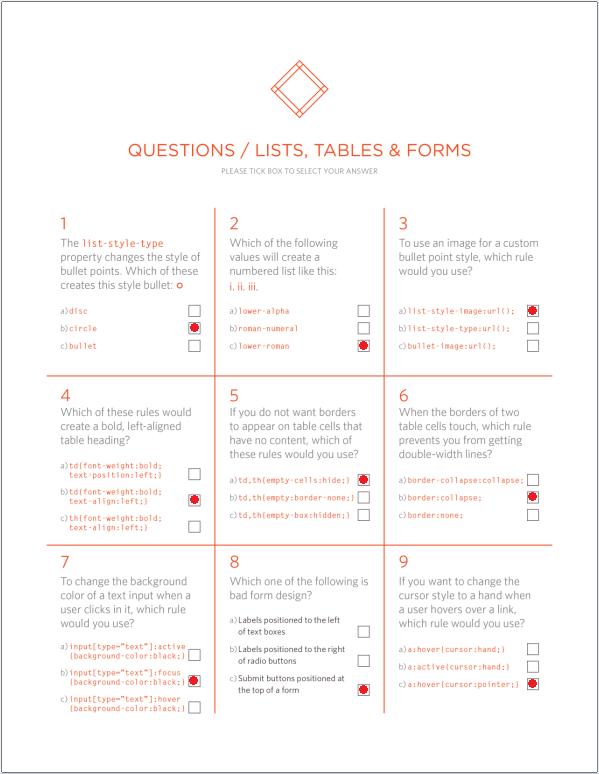 QUESTIONS / LISTS, TABLES & FORMS
PLEASE TICK BOX TO SELECT YOUR ANSWER
1
The list-style-type
property changes the style of
bullet points. Which of these
creates this style bullet:
a) disc
b) circle
c) bullet
2
Which of the following
values will create a
numbered list like this:
i. ii. iii.
a) lower-alpha
b) roman-numeral
c) lower-roman
3
To use an image for a custom
bullet point style, which rule
would you use?
a) list-style-image:url();
b) list-style-type:url();
c) bullet-image:url();
4
Which of these rules would
create a bold, left-aligned
table heading?
a) td{font-weight:bold;
text-position:left;}
b) td{font-weight:bold;
text-align:left;}
c) th{font-weight:bold;
text-align:left;}
5
If you do not want borders
to appear on table cells that
have no content, which of
these rules would you use?
a) td,th{empty-cells:hide;}
b) td,th{empty:border-none;}
c) td,th{empty-box:hidden;}
6
When the borders of two
table cells touch, which rule
prevents you from getting
double-width lines?
a) border-collapse:collapse;
b) border:collapse;
c) border:none;
7
To change the background
color of a text input when a
user clicks in it, which rule
would you use?
a) input[type="text"]:active
{background-color:black;}
b) input[type="text"]:focus
{background-color:black;}
c) input[type="text"]:hover
{background-color:black;}
8
Which one of the following is
bad form design?
a) Labels positioned to the left
of text boxes
b) Labels positioned to the right
of radio buttons
c) Submit buttons positioned at
the top of a form
9
If you want to change the
cursor style to a hand when
a user hovers over a link,
which rule would you use?
a) a:hover{cursor:hand;}
b) a:active{cursor:hand;}
c) a:hover{cursor:pointer;}